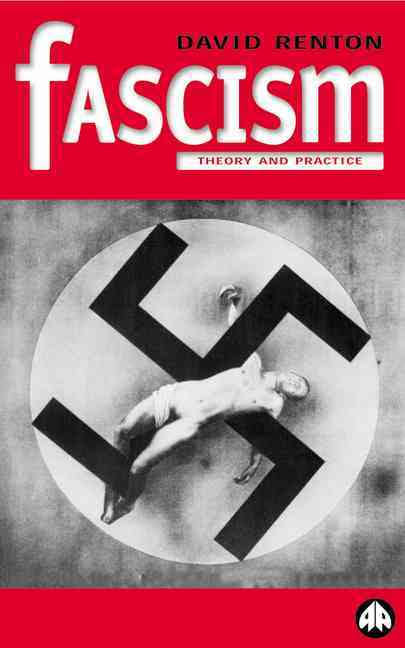 DAVID RENTON
fASCISm
THEORY AND PRACTICE